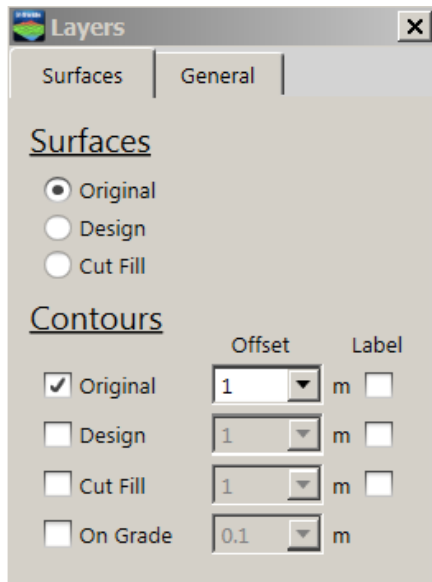 Layers
Surfaces General
Surfaces
Original
Design
Cut Fill
Contours
Offset Label
Original 1 m
Design 1 m
Cut Fill 1 m
On Grade 0.1 m